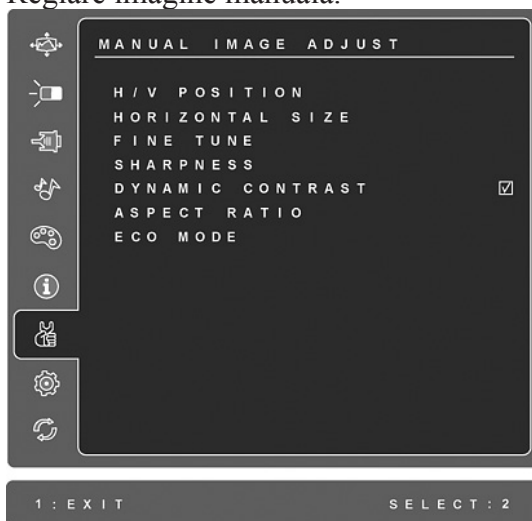 Reglare imagine manuală.
MANUAL IMAGE ADJUST
H/V POSITION
HORIZONTAL SIZE
FINE TUNE
SHARPNESS
DYNAMIC CONTRAST ☑
ASPECT RATIO
ECO MODE
1:EXIT SELECT:2